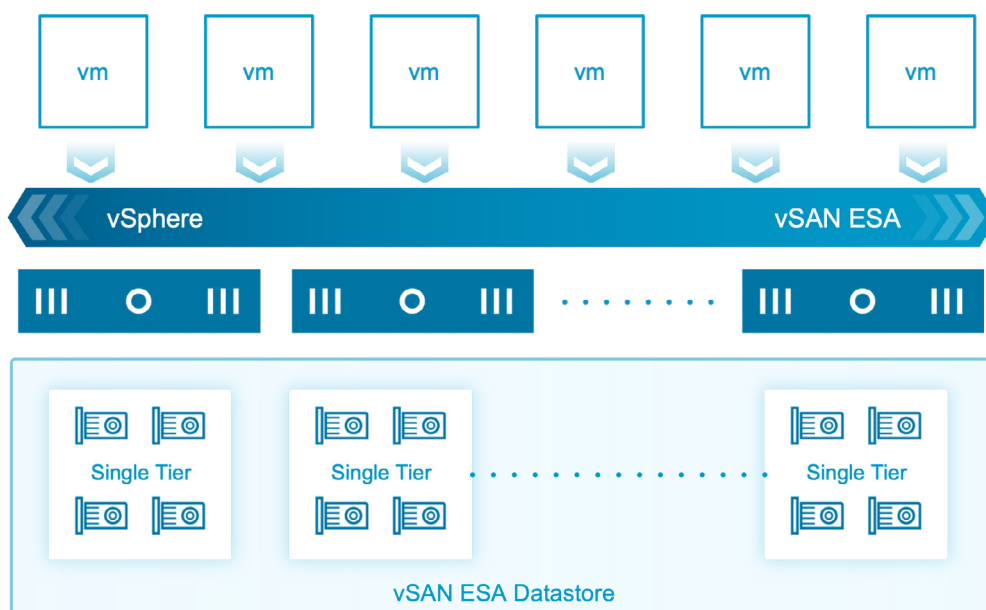 vm vm vm vm vm vm
vSphere vSAN ESA
Single Tier Single Tier Single Tier
vSAN ESA Datastore